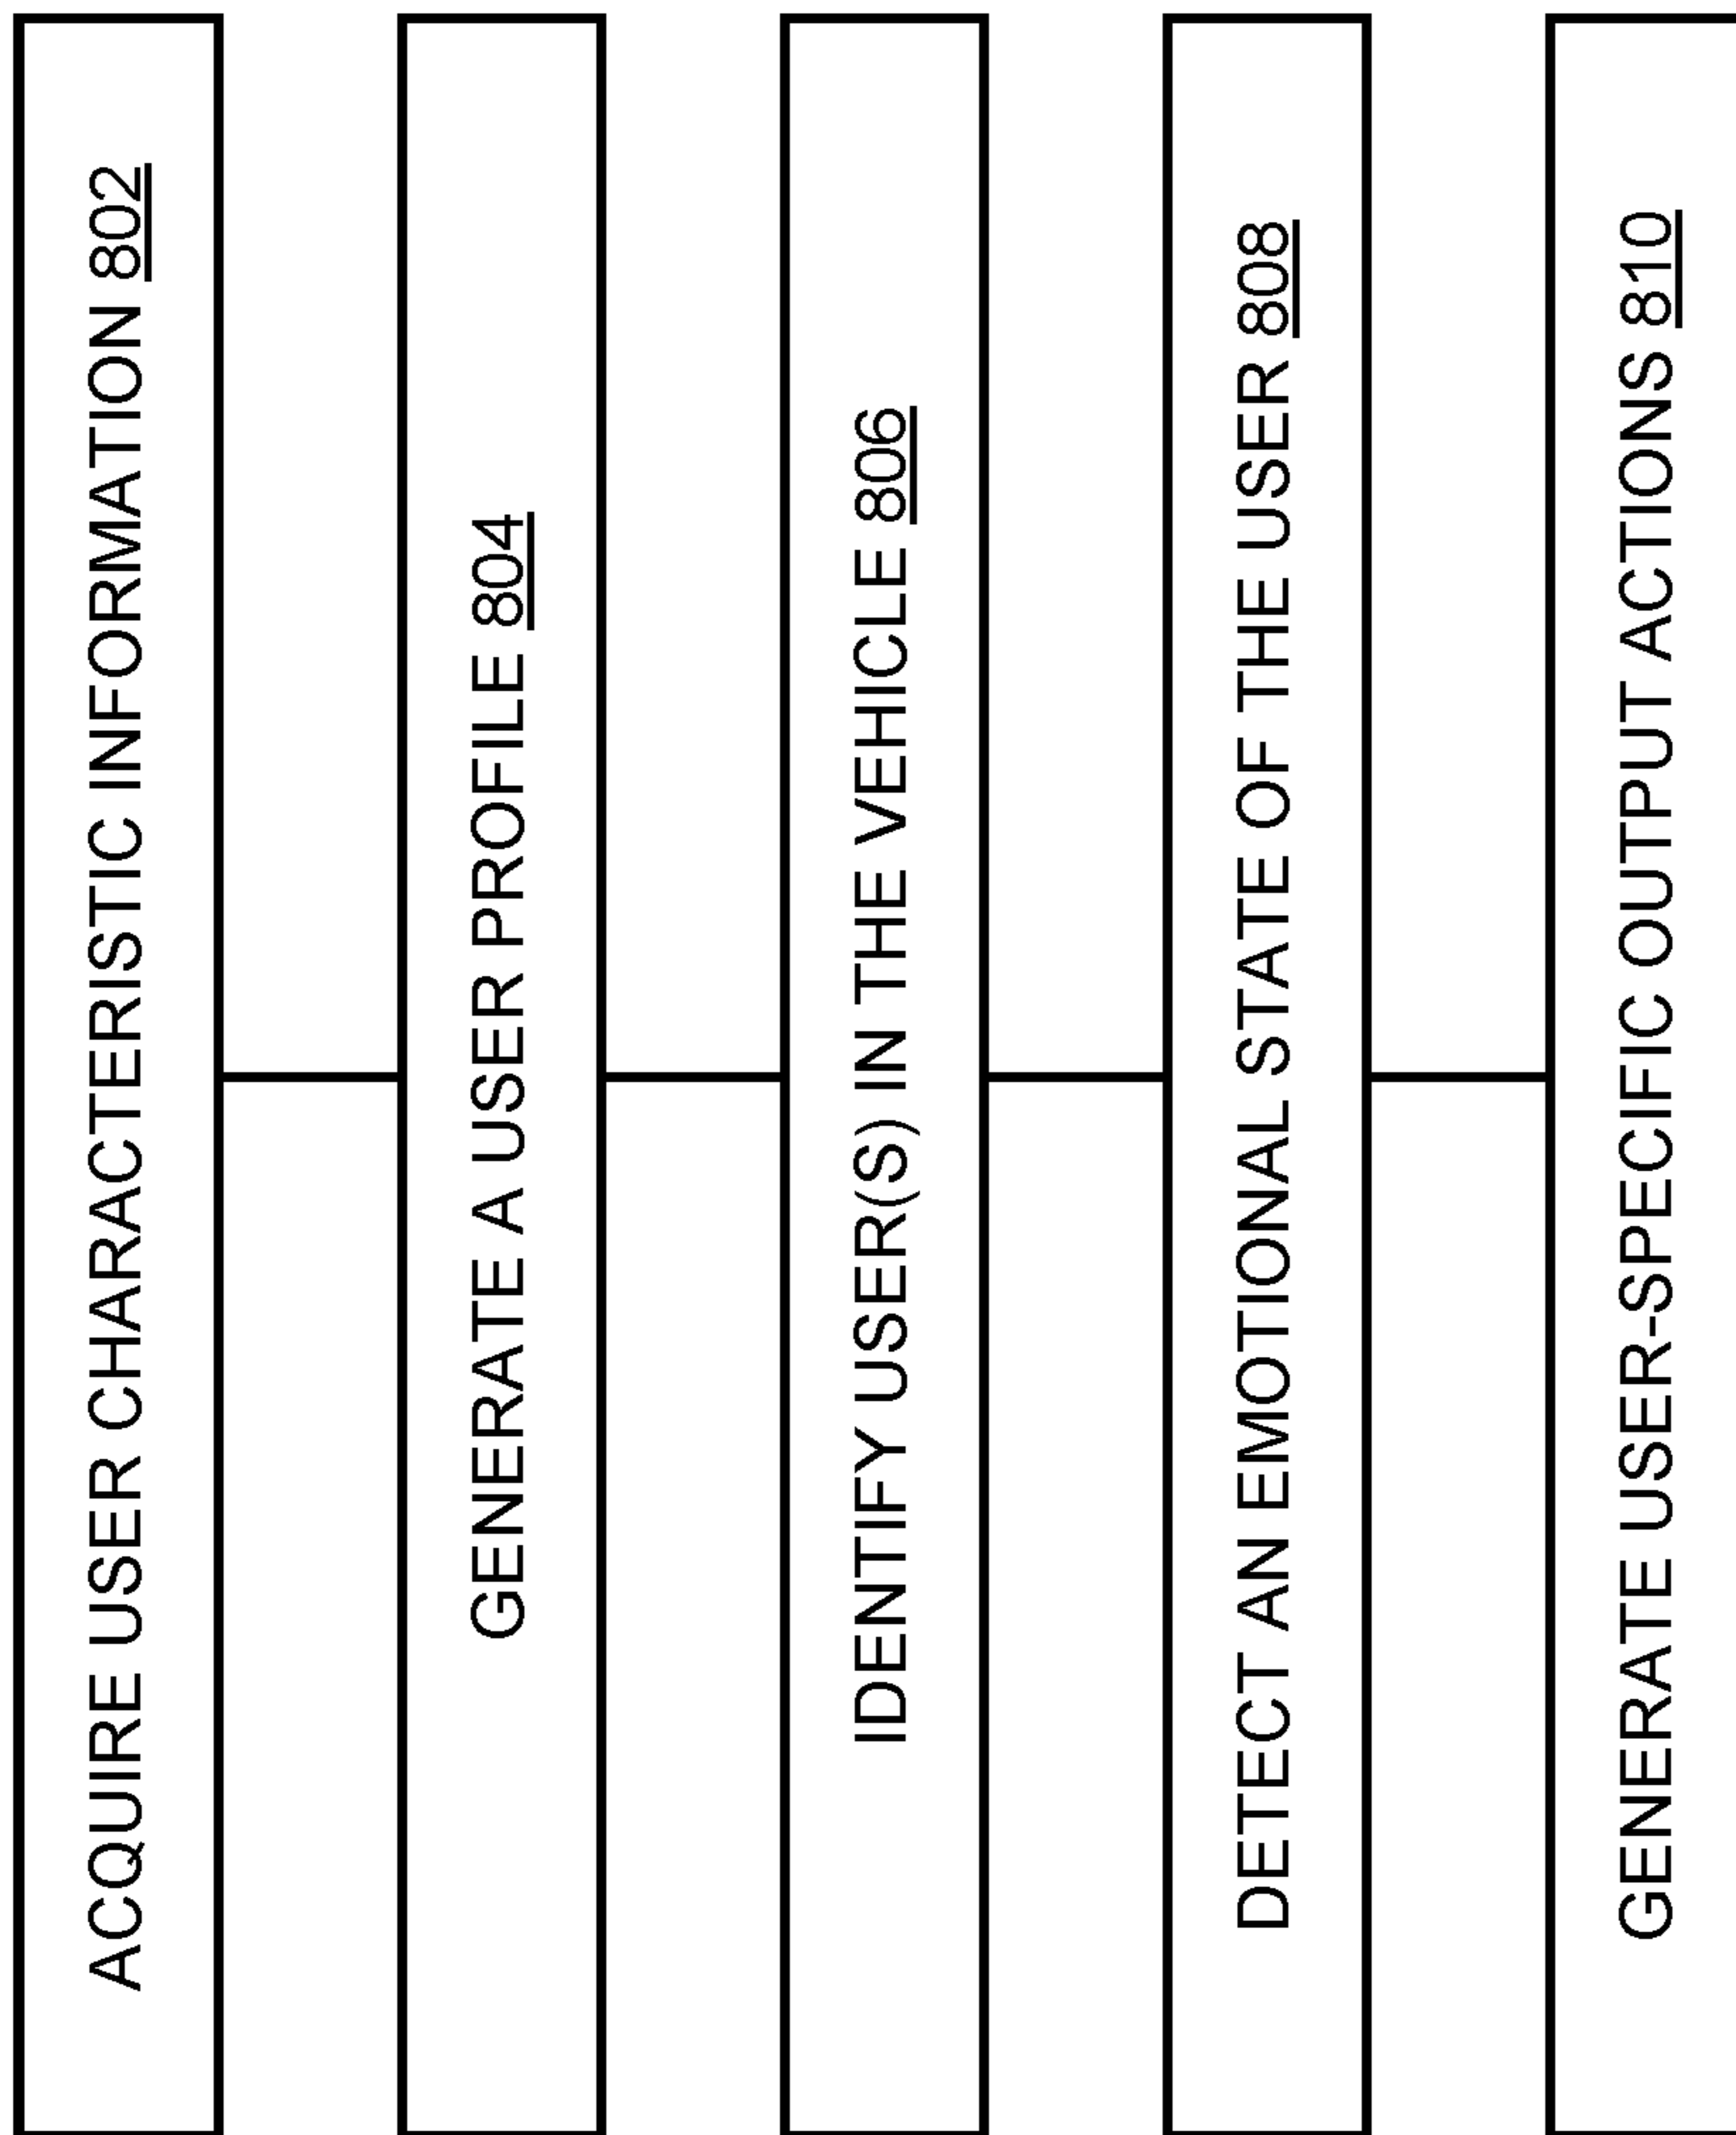 ACQUIRE USER CHARACTERISTIC INFORMATION 802
GENERATE A USER PROFILE 804
IDENTIFY USER(S) IN THE VEHICLE 806
DETECT AN EMOTIONAL STATE OF THE USER 808
GENERATE USER-SPECIFIC OUTPUT ACTIONS 810